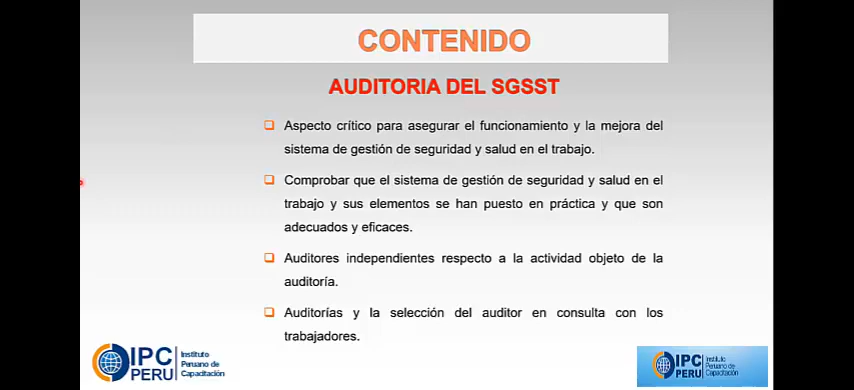 CONTENIDO
AUDITORIA DEL SGSST
Aspecto crítico para asegurar el funcionamiento y la mejora del
sistema de gestión de seguridad y salud en el trabajo.
Comprobar que el sistema de gestión de seguridad y salud en el
trabajo y sus elementos se han puesto en práctica y que son
adecuados y eficaces.
Auditores independientes respecto a la actividad objeto de la
auditoría.
Auditorías y la selección del auditor en consulta con los
trabajadores.
IPC
PERU
Instituto
Peruano de
Capacitación
IPC
PERU
Instituto
Peruano de
Capacitación